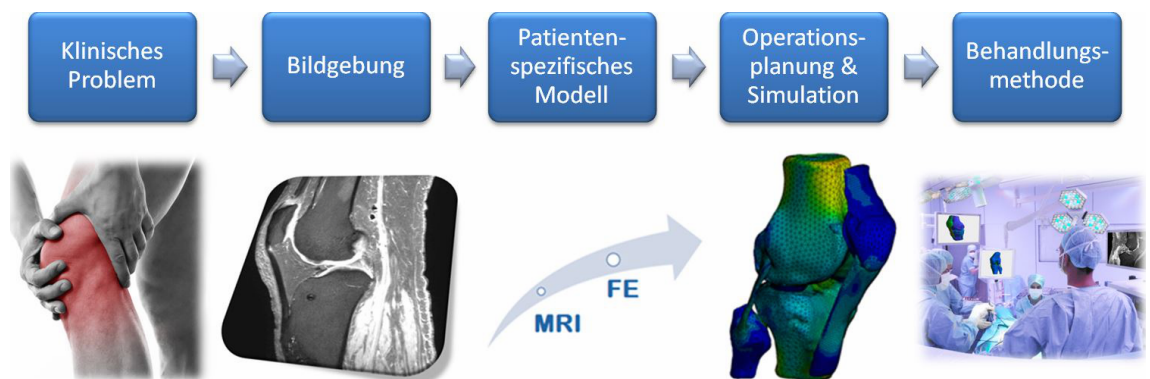 Klinisches
Problem
Bildgebung
Patienten-
spezifisches
Modell
Operations-
planung &
Simulation
Behandlungs-
methode
MRI
FE